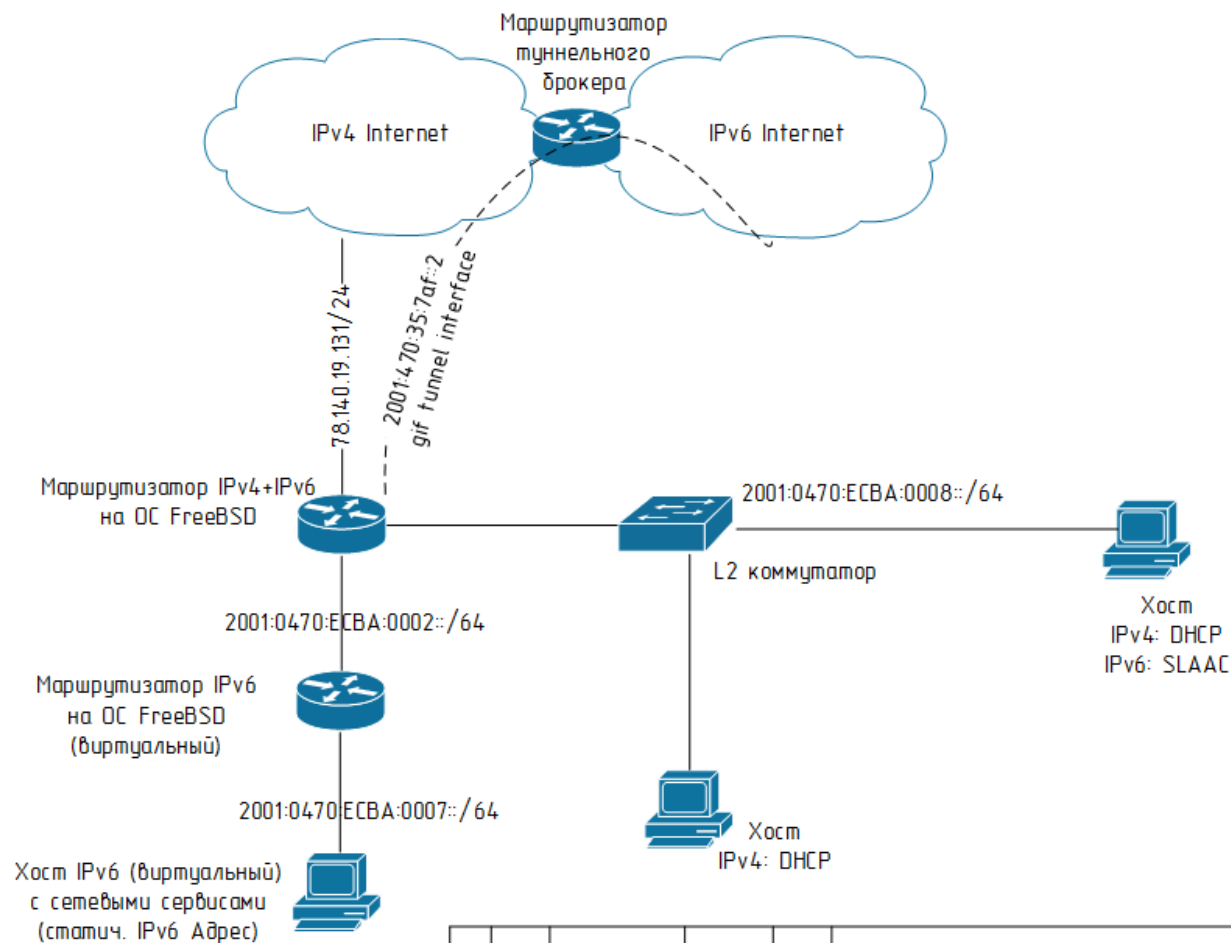 Маршрутизатор
туннельного
брокера
IPv4 Internet
IPv6 Internet
78.140.19.131/24
2001:470:35:7af::2
gif tunnel interface
Маршрутизатор IPv4+IPv6
на ОС FreeBSD
2001:0470:ECBA:0008::/64
L2 коммутатор
Хост
IPv4: DHCP
IPv6: SLAAC
2001:0470:ECBA:0002::/64
Маршрутизатор IPv6
на ОС FreeBSD
(виртуальный)
2001:0470:ECBA:0007::/64
Хост
IPv4: DHCP
Хост IPv6 (виртуальный)
с сетевыми сервисами
(статич. IPv6 Адрес)